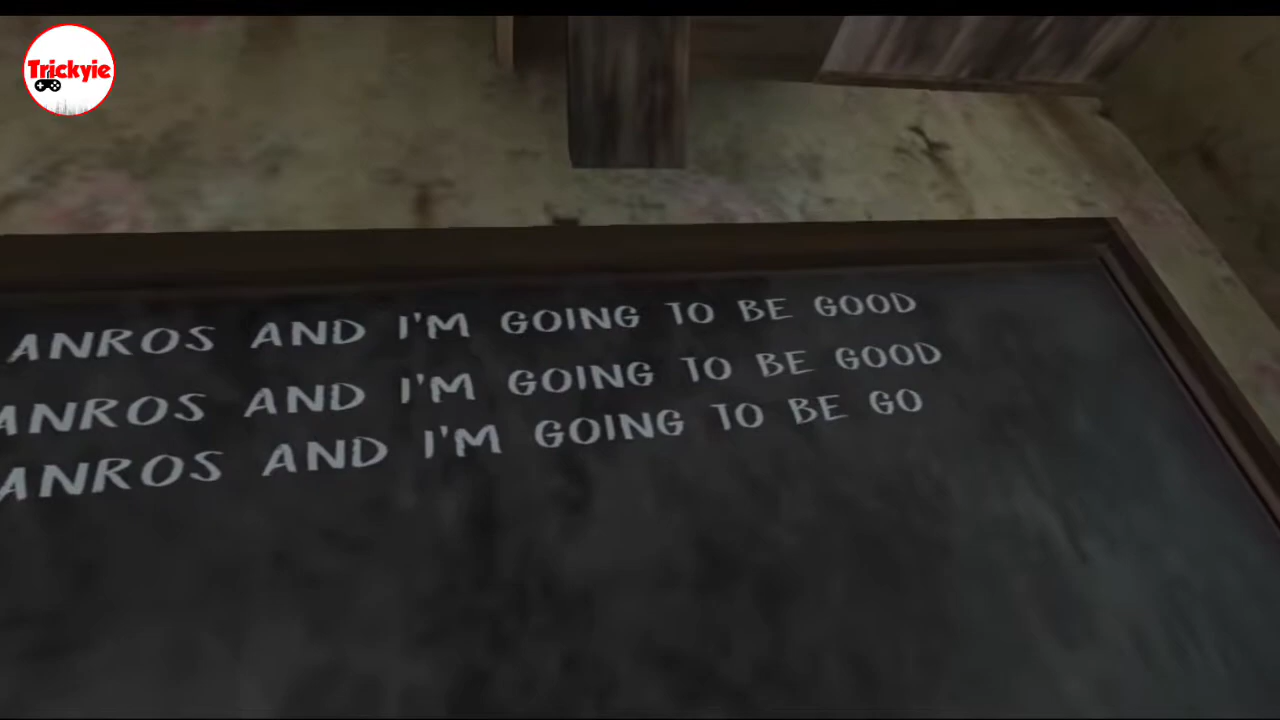 Trickyie
ANROS AND I'M GOING TO BE GOOD
ANROS AND I'M GOING TO BE GOOD
ANROS AND I'M GOING TO BE GO